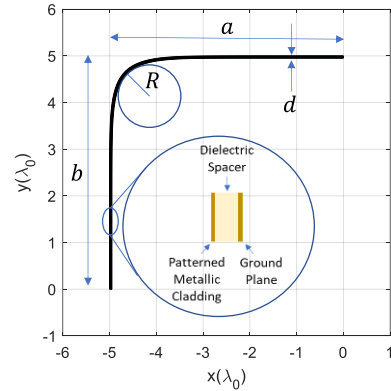 6
a
5
R
4
d
3
b
Dielectric
Spacer
y(λ₀)
2
1
Patterned
Metallic
Cladding
Ground
Plane
0
-1
-6 -5 -4 -3 -2 -1 0 1
x(λ₀)